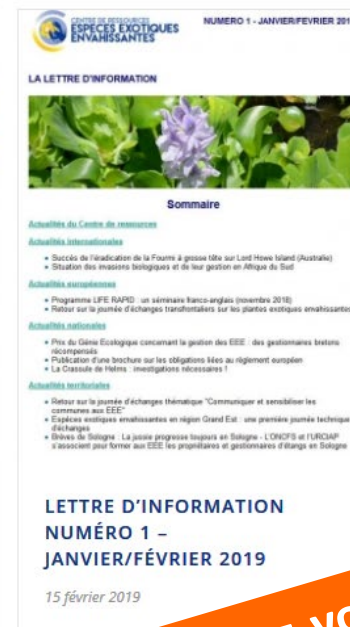 CENTRE DE RESSOURCES
ESPÈCES EXOTIQUES
ENVAHISSANTES
NUMERO 1 - JANVIER/FEVRIER 201
LA LETTRE D'INFORMATION
Sommaire
Actualités du Centre de ressources
Actualités internationales
Succès de l'éradication de la Fourmi à grosse tête sur Lord Howe Island (Australie)
Situation des invasions biologiques et de leur gestion en Afrique du Sud
Actualités européennes
Programme LIFE RAPID : un séminaire franco-anglais (novembre 2018)
Retour sur la journée d'échanges transfrontaliers sur les plantes exotiques envahissantes
Actualités nationales
Prix du Génie Ecologique concernant la gestion des EEE : des gestionnaires bretons
récompensés
Publication d'une brochure sur les obligations liées au règlement européen
La Crassule de Helms : investigations nécessaires !
Actualités territoriales
Retour sur la journée d'échanges thématique "Communiquer et sensibiliser les
communes aux EEE"
Espèces exotiques envahissantes en région Grand Est : une première journée technique
d'échanges
Brèves de Sologne : La jussie progresse toujours en Sologne - L'ONCFS et l'URCIAP
s'associent pour former aux EEE les propriétaires et gestionnaires d'étangs en Sologne
LETTRE D'INFORMATION
NUMÉRO 1 –
JANVIER/FÉVRIER 2019
15 février 2019